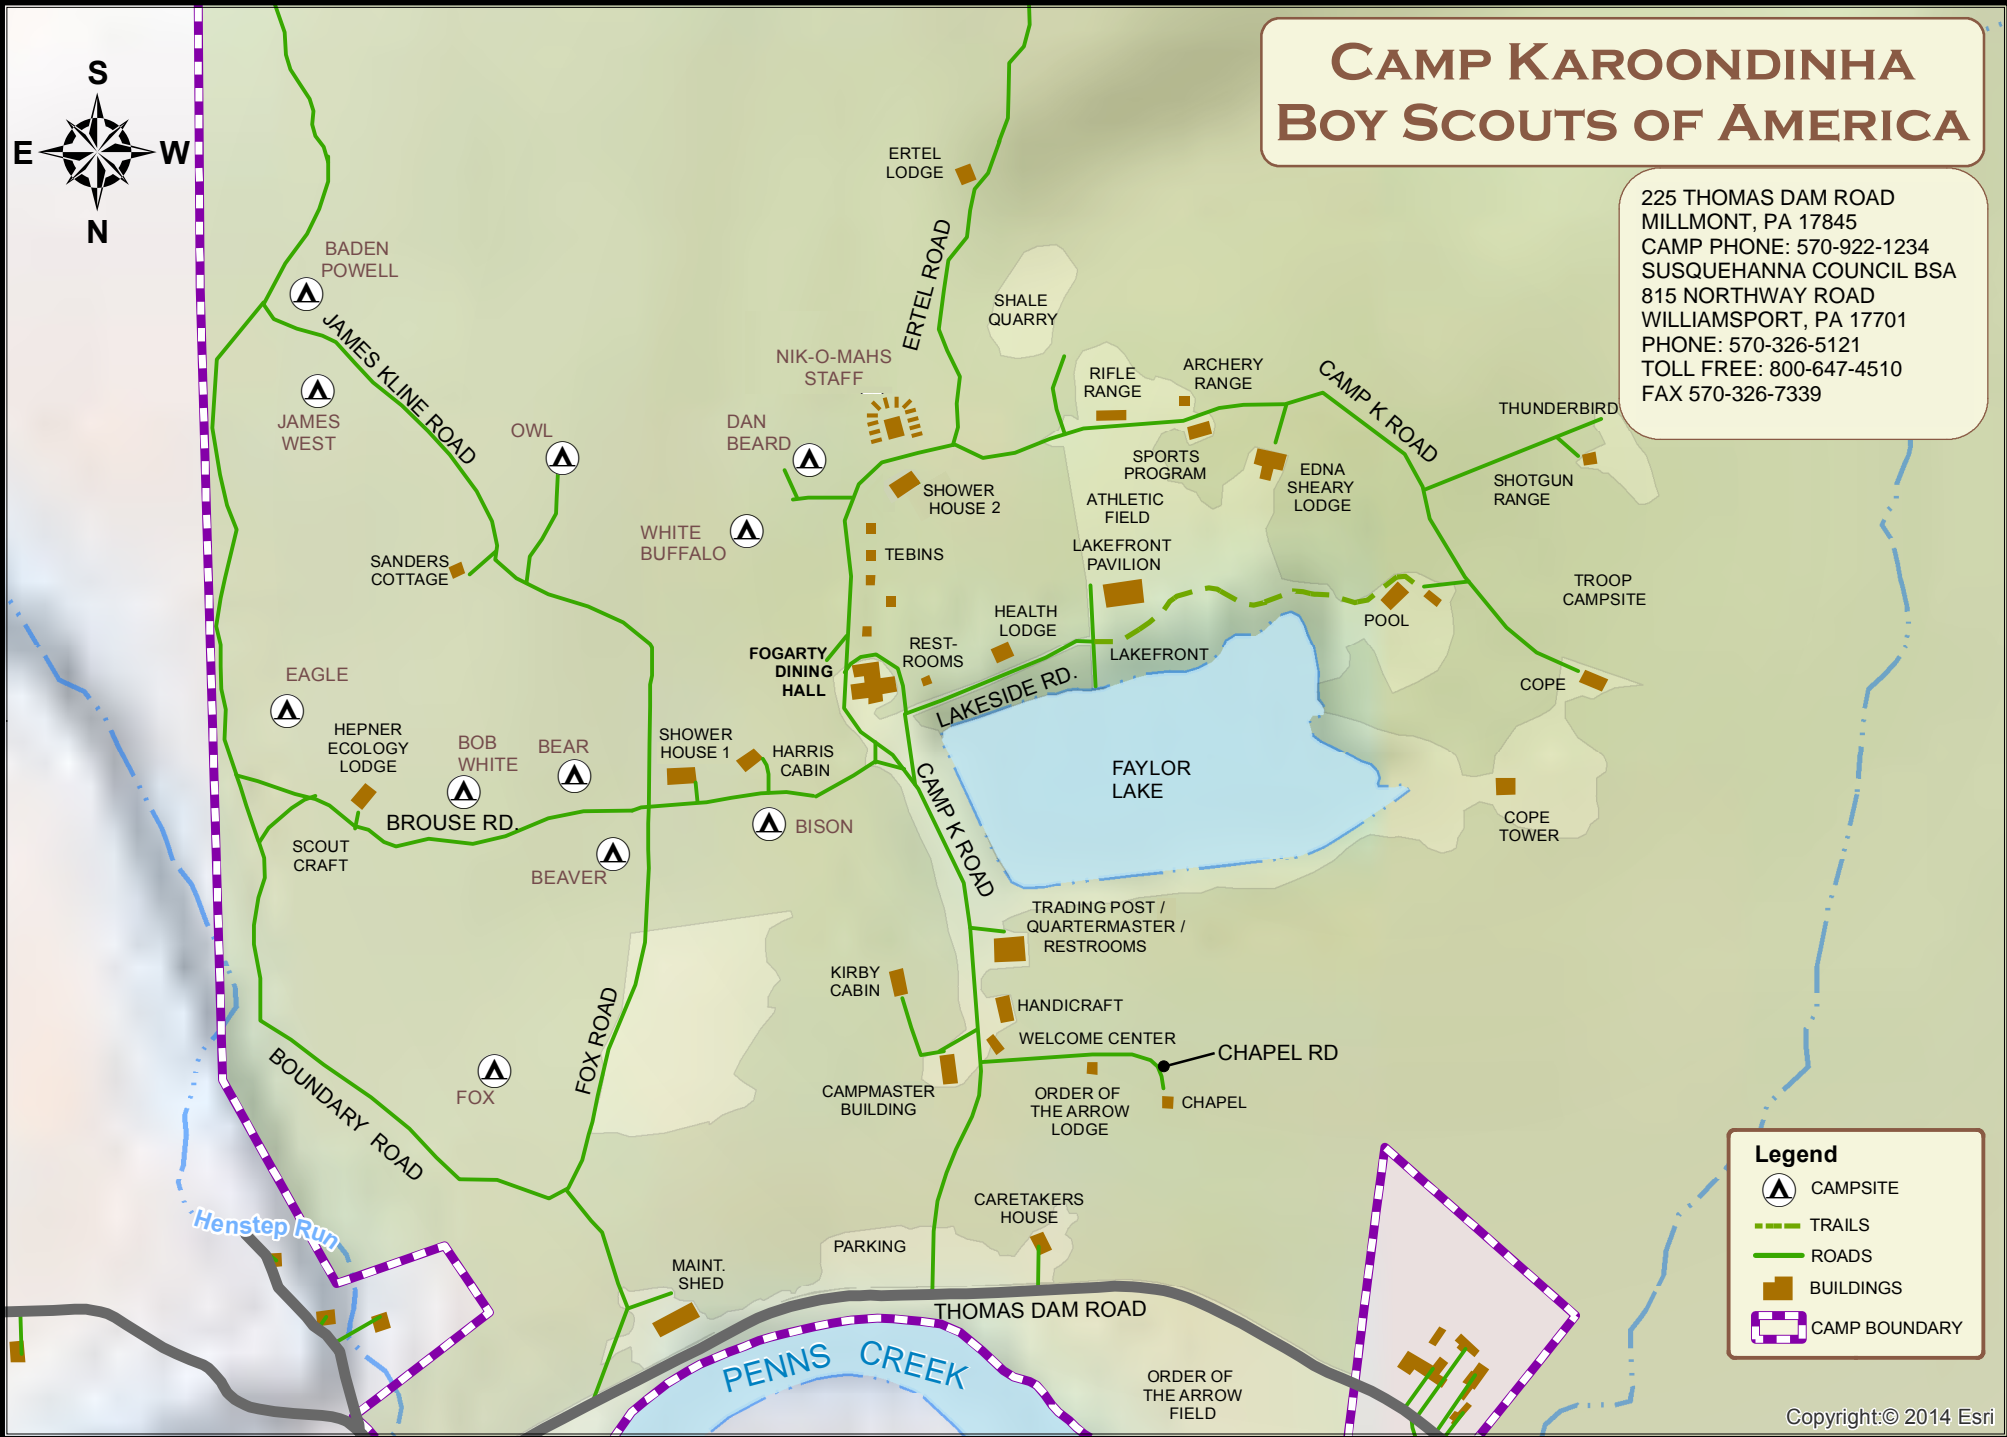 CAMP KAROONDINHA
BOY SCOUTS OF AMERICA
225 THOMAS DAM ROAD
MILLMONT, PA 17845
CAMP PHONE: 570-922-1234
SUSQUEHANNA COUNCIL BSA
815 NORTHWAY ROAD
WILLIAMSPORT, PA 17701
PHONE: 570-326-5121
TOLL FREE: 800-647-4510
FAX 570-326-7339
S
E
W
N
ERTEL
LODGE
BADEN
POWELL
ERTEL ROAD
SHALE
QUARRY
JAMES KLINE ROAD
NIK-O-MAHS
STAFF
RIFLE
RANGE
ARCHERY
RANGE
CAMP K ROAD
THUNDERBIRD
JAMES
WEST
OWL
DAN
BEARD
SPORTS
PROGRAM
EDNA
SHEARY
LODGE
SHOTGUN
RANGE
SHOWER
HOUSE 2
ATHLETIC
FIELD
WHITE
BUFFALO
TEBINS
LAKEFRONT
PAVILION
SANDERS
COTTAGE
TROOP
CAMPSITE
HEALTH
LODGE
POOL
FOGARTY
DINING
HALL
REST-
ROOMS
LAKEFRONT
EAGLE
LAKESIDE RD.
COPE
HEPNER
ECOLOGY
LODGE
BOB
WHITE
BEAR
SHOWER
HOUSE 1
HARRIS
CABIN
CAMP K ROAD
FAYLOR
LAKE
BROUSE RD.
BISON
COPE
TOWER
SCOUT
CRAFT
BEAVER
TRADING POST /
QUARTERMASTER /
RESTROOMS
KIRBY
CABIN
HANDICRAFT
FOX ROAD
WELCOME CENTER
CHAPEL RD
BOUNDARY ROAD
FOX
CAMPMASTER
BUILDING
ORDER OF
THE ARROW
LODGE
CHAPEL
Henstep Run
CARETAKERS
HOUSE
PARKING
MAINT.
SHED
THOMAS DAM ROAD
PENNS CREEK
ORDER OF
THE ARROW
FIELD
Legend
CAMPSITE
TRAILS
ROADS
BUILDINGS
CAMP BOUNDARY
Copyright:© 2014 Esri